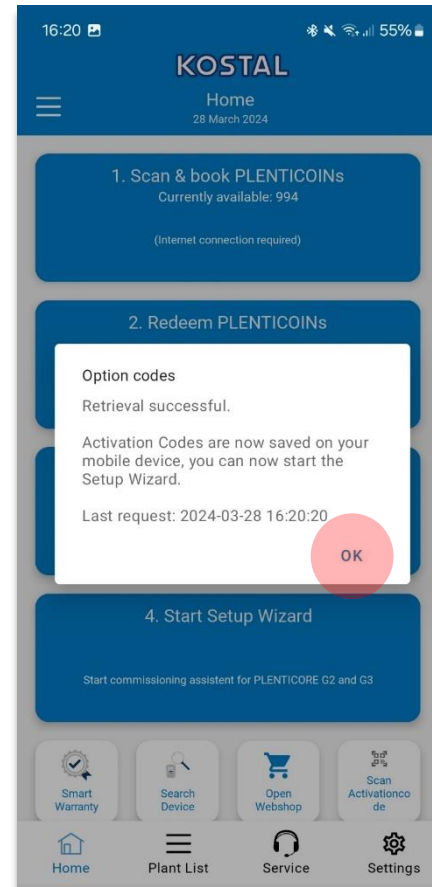 16:20
55%
KOSTAL
Home
28 March 2024
1. Scan & book PLENTICOINs
Currently available: 994
(Internet connection required)
2. Redeem PLENTICOINs
Option codes
Retrieval successful.
Activation Codes are now saved on your
mobile device, you can now start the
Setup Wizard.
Last request: 2024-03-28 16:20:20
OK
4. Start Setup Wizard
Start commissioning assistent for PLENTICORE G2 and G3
Smart
Warranty
Search
Device
Open
Webshop
Scan
Activationco
de
Home
Plant List
Service
Settings